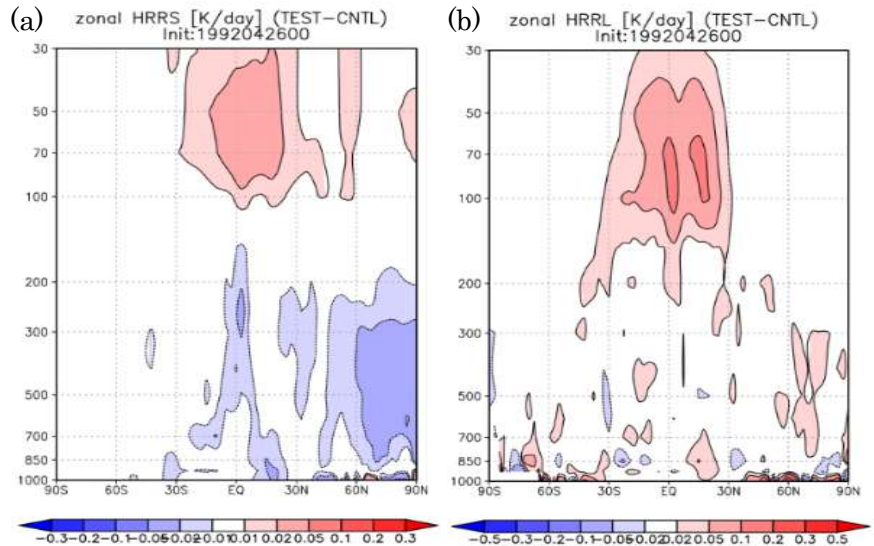 (a) zonal HRRS [K/day] (TEST-CNTL)
Init:1992042600
30
50
70
100
200
300
500
700
850
1000
90S 60S 30S EQ 30N 60N 90N
-0.3 -0.2 -0.1 -0.05 -0.02 -0.01 0.01 0.02 0.05 0.1 0.2 0.3
(b) zonal HRRL [K/day] (TEST-CNTL)
Init:1992042600
30
50
70
100
200
300
500
700
850
1000
90S 60S 30S EQ 30N 60N 90N
-0.5 -0.3 -0.2 -0.1 -0.05 -0.02 0.02 0.05 0.1 0.2 0.3 0.5